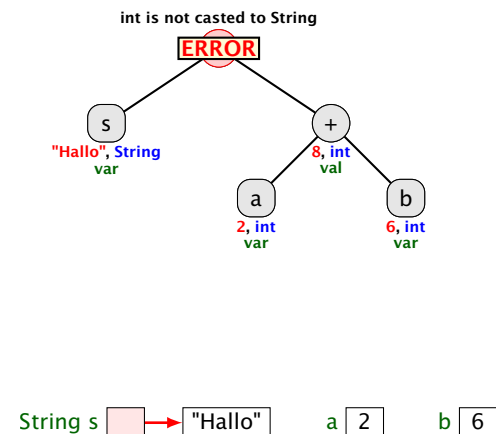 int is not casted to String
ERROR
s
+
"Hallo", String
var
8, int
val
a
b
2, int
var
6, int
var
String s "Hallo" a 2 b 6